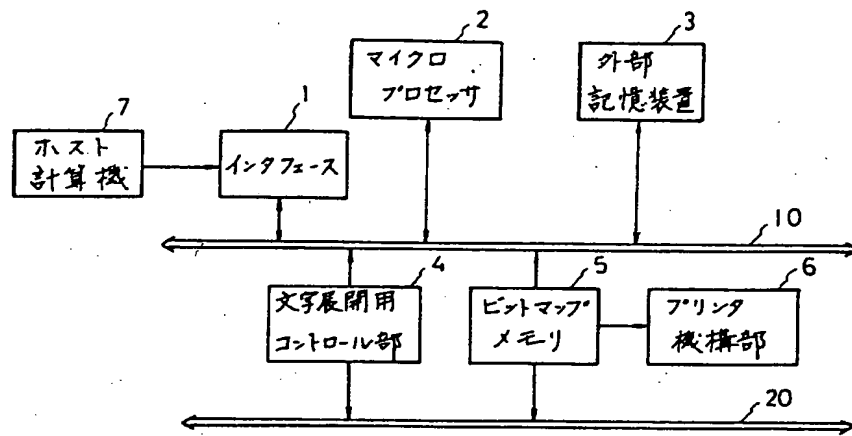 2
マイクロ
プロセッサ
3
外部
記憶装置
7
ホスト
計算機
1
インタフェース
10
4
文字展開用
コントロール部
5
ビットマップ
メモリ
6
プリンタ
機構部
20